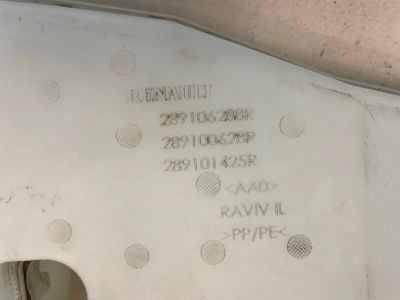 RENAULT
289106288R
289100628R
289101425R
<AA0>
RAVIV IL
>PP/PE<